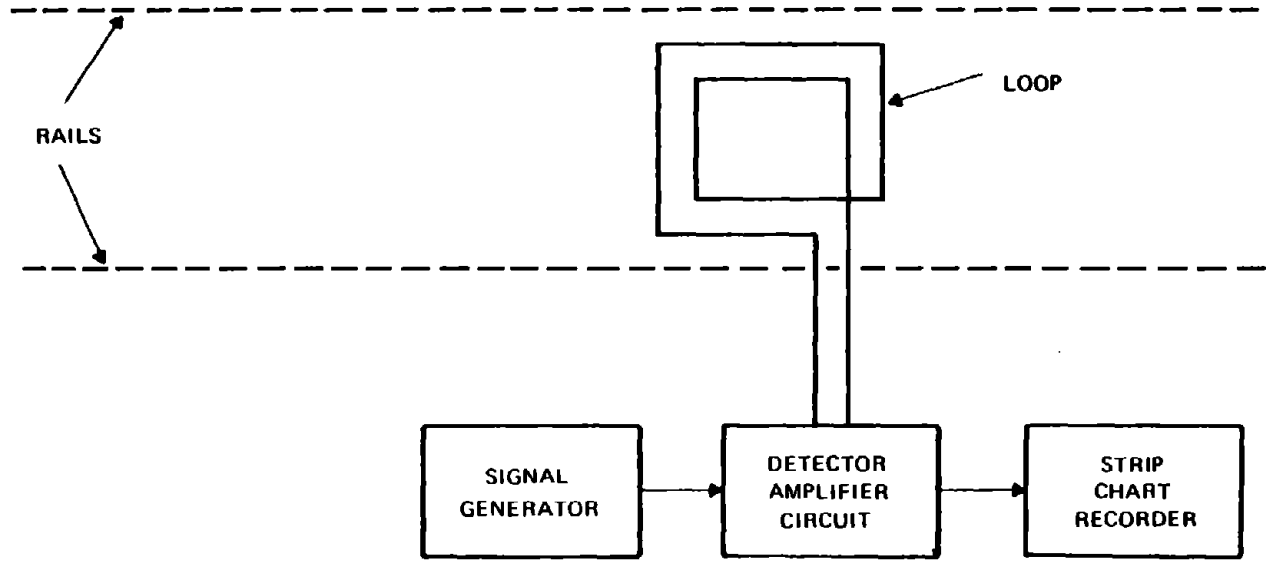 RAILS
LOOP
SIGNAL
GENERATOR
DETECTOR
AMPLIFIER
CIRCUIT
STRIP
CHART
RECORDER